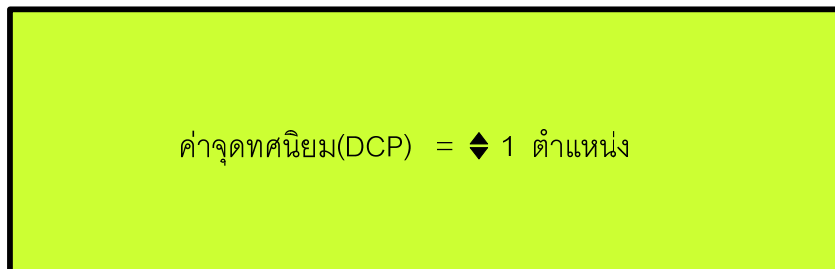 ค่าจุดทศนิยม(DCP) = ♦ 1 ตำแหน่ง